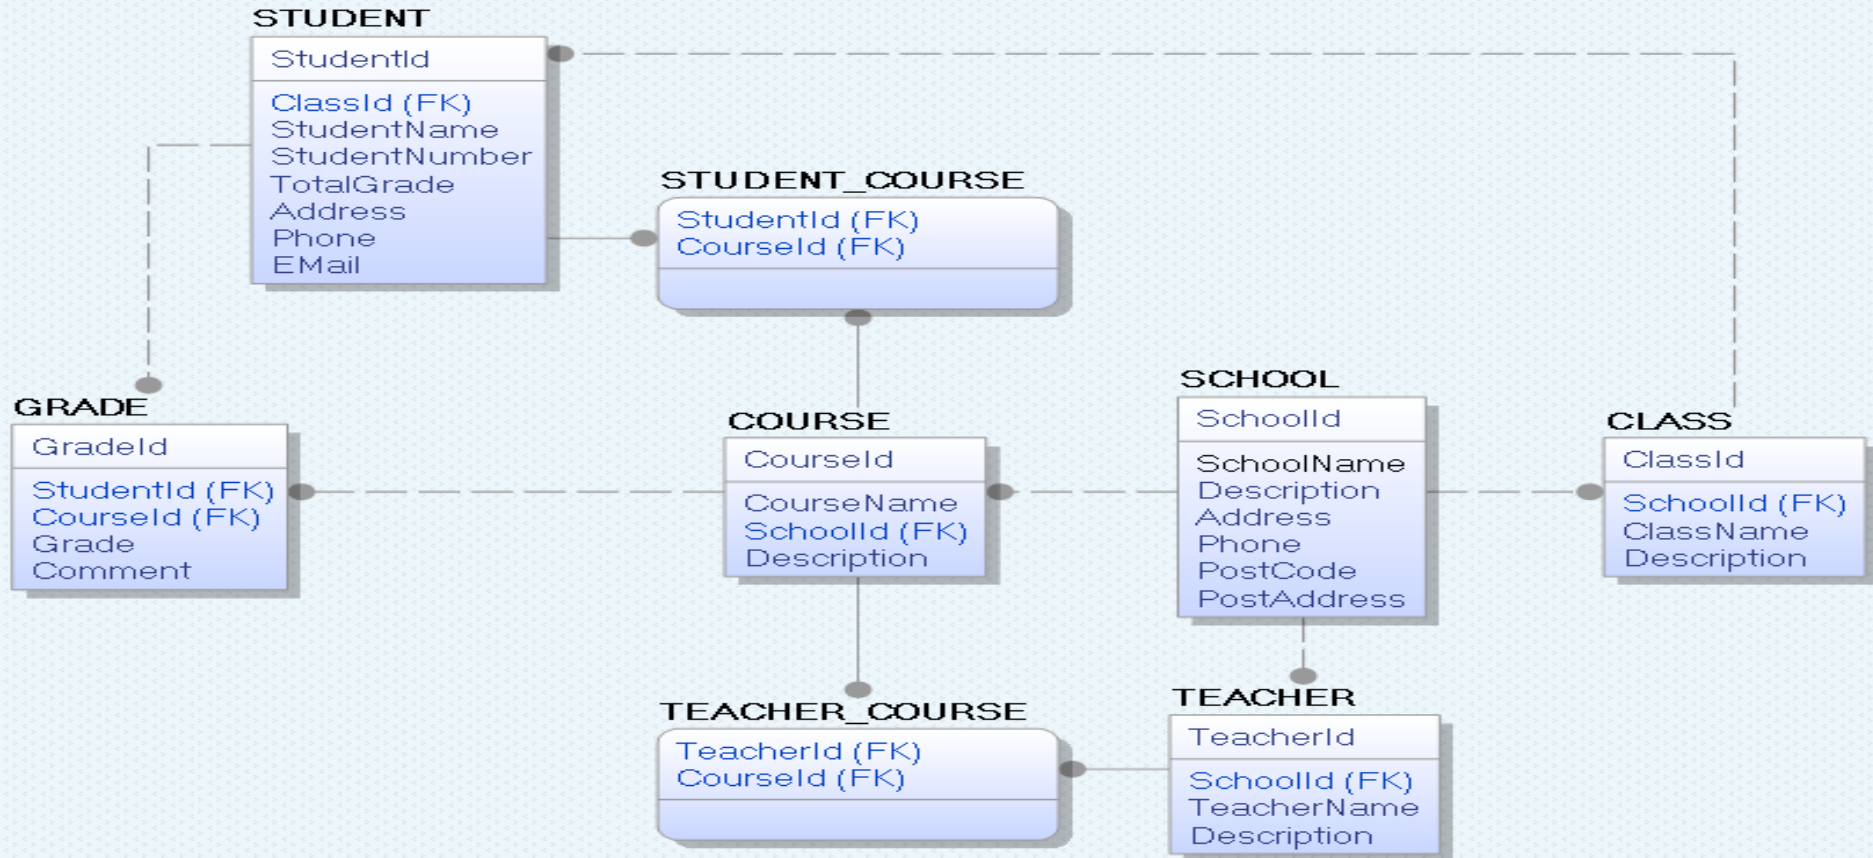 STUDENT
StudentId
ClassId (FK)
StudentName
StudentNumber
TotalGrade
Address
Phone
EMail
STUDENT_COURSE
StudentId (FK)
CourseId (FK)
GRADE
GradeId
StudentId (FK)
CourseId (FK)
Grade
Comment
COURSE
CourseId
CourseName
SchoolId (FK)
Description
SCHOOL
SchoolId
SchoolName
Description
Address
Phone
PostCode
PostAddress
CLASS
ClassId
SchoolId (FK)
ClassName
Description
TEACHER_COURSE
TeacherId (FK)
CourseId (FK)
TEACHER
TeacherId
SchoolId (FK)
TeacherName
Description